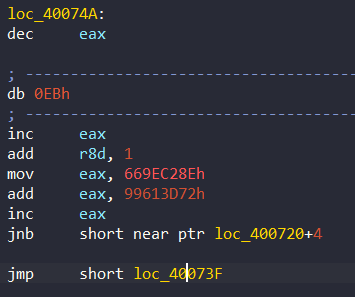 loc_40074A:
dec eax
; ------------------------------------
db 0EBh
; ------------------------------------
inc eax
add r8d, 1
mov eax, 669EC28Eh
add eax, 99613D72h
inc eax
jnb short near ptr loc_400720+4
jmp short loc_40073F